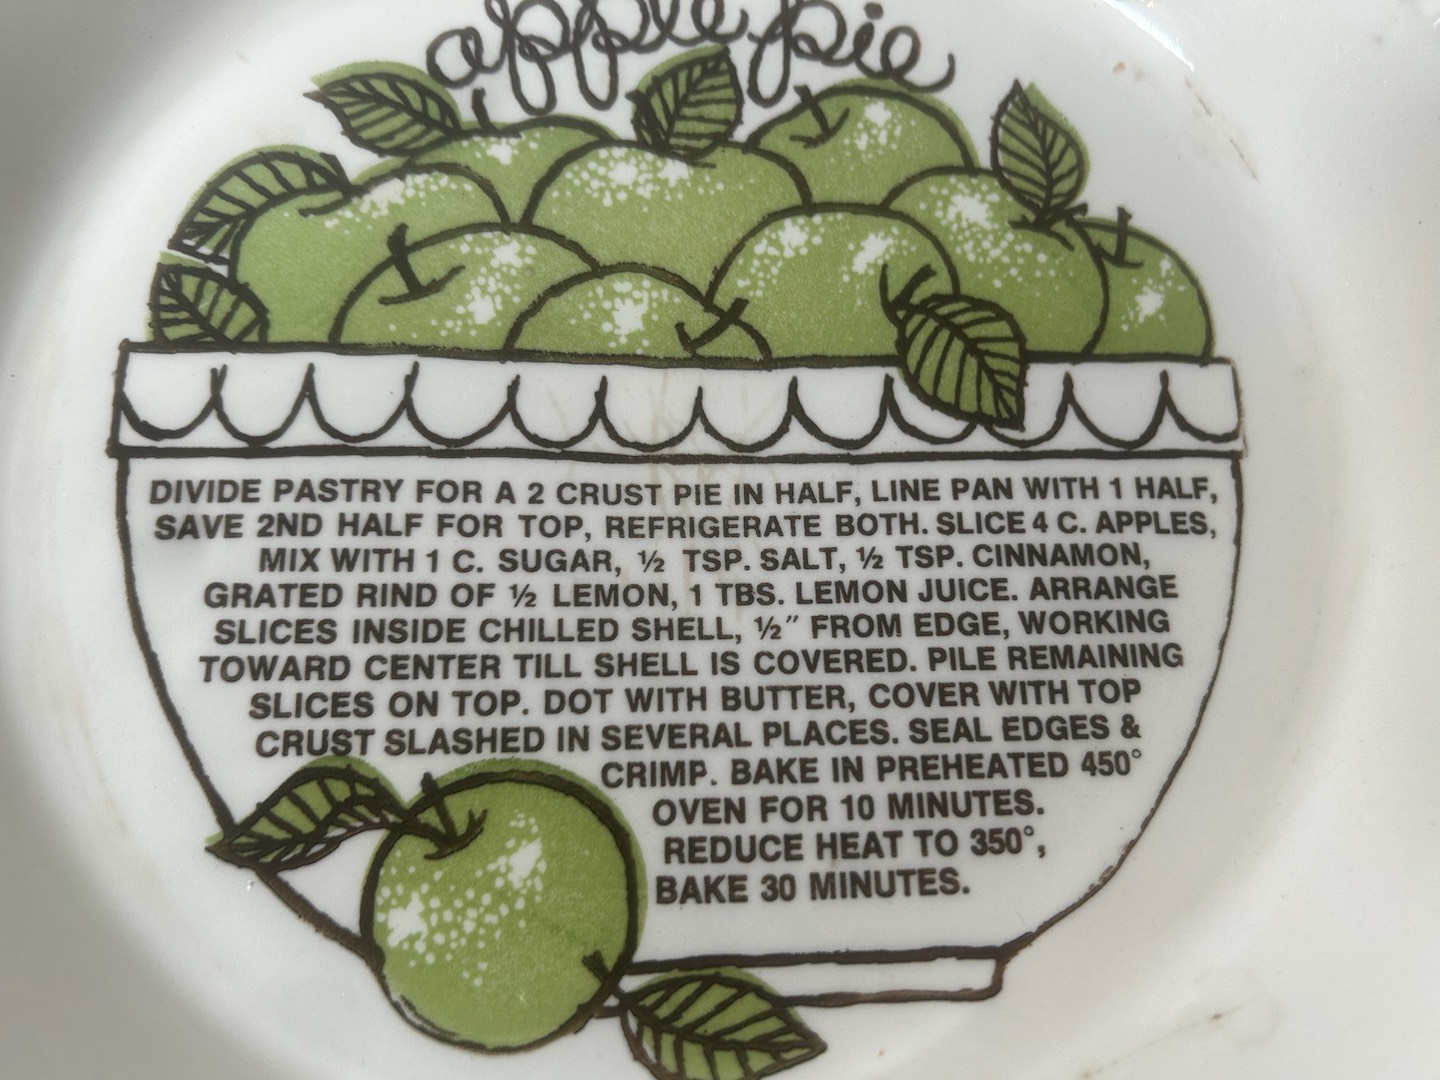 apple pie
DIVIDE PASTRY FOR A 2 CRUST PIE IN HALF, LINE PAN WITH 1 HALF,
SAVE 2ND HALF FOR TOP, REFRIGERATE BOTH. SLICE 4 C. APPLES,
MIX WITH 1 C. SUGAR, ½ TSP. SALT, ½ TSP. CINNAMON,
GRATED RIND OF ½ LEMON, 1 TBS. LEMON JUICE. ARRANGE
SLICES INSIDE CHILLED SHELL, ½″ FROM EDGE, WORKING
TOWARD CENTER TILL SHELL IS COVERED. PILE REMAINING
SLICES ON TOP. DOT WITH BUTTER, COVER WITH TOP
CRUST SLASHED IN SEVERAL PLACES. SEAL EDGES &
CRIMP. BAKE IN PREHEATED 450°
OVEN FOR 10 MINUTES.
REDUCE HEAT TO 350°,
BAKE 30 MINUTES.